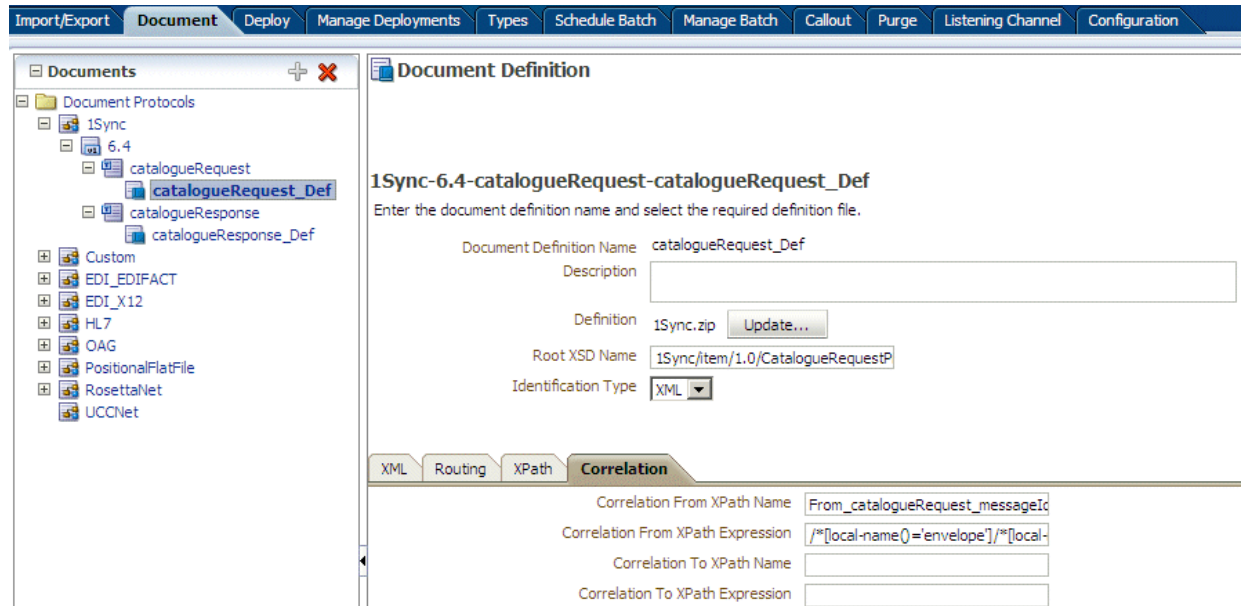 Import/Export Document Deploy Manage Deployments Types Schedule Batch Manage Batch Callout Purge Listening Channel Configuration
Documents
Document Protocols
1Sync
6.4
catalogueRequest
catalogueRequest_Def
catalogueResponse
catalogueResponse_Def
Custom
EDI_EDIFACT
EDI_X12
HL7
OAG
PositionalFlatFile
RosettaNet
UCCNet
Document Definition
1Sync-6.4-catalogueRequest-catalogueRequest_Def
Enter the document definition name and select the required definition file.
Document Definition Name catalogueRequest_Def
Description
Definition 1Sync.zip Update...
Root XSD Name 1Sync/item/1.0/CatalogueRequestP
Identification Type XML
XML Routing XPath Correlation
Correlation From XPath Name From_catalogueRequest_messageId
Correlation From XPath Expression /*[local-name()='envelope']/*[local-
Correlation To XPath Name
Correlation To XPath Expression